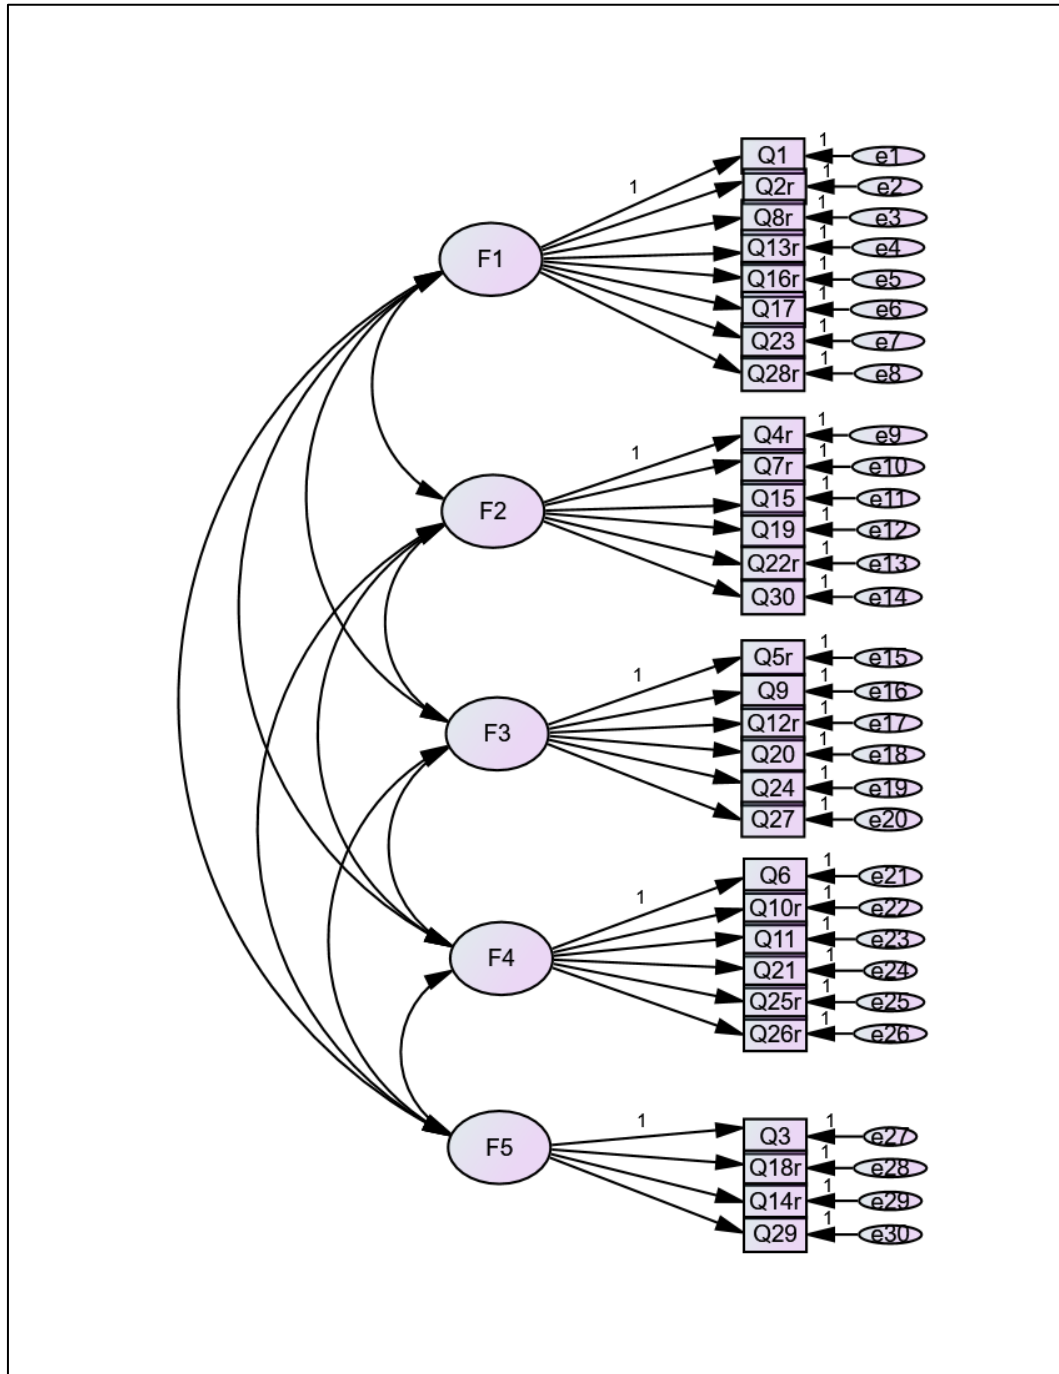 1
Q1 1 e1
Q2r 1 e2
Q8r 1 e3
F1 Q13r 1 e4
Q16r 1 e5
Q17 1 e6
Q23 1 e7
Q28r 1 e8
1
Q4r 1 e9
Q7r 1 e10
Q15 1 e11
F2 Q19 1 e12
Q22r 1 e13
Q30 1 e14
1
Q5r 1 e15
Q9 1 e16
Q12r 1 e17
F3 Q20 1 e18
Q24 1 e19
Q27 1 e20
1
Q6 1 e21
Q10r 1 e22
Q11 1 e23
F4 Q21 1 e24
Q25r 1 e25
Q26r 1 e26
1
Q3 1 e27
F5 Q18r 1 e28
Q14r 1 e29
Q29 1 e30